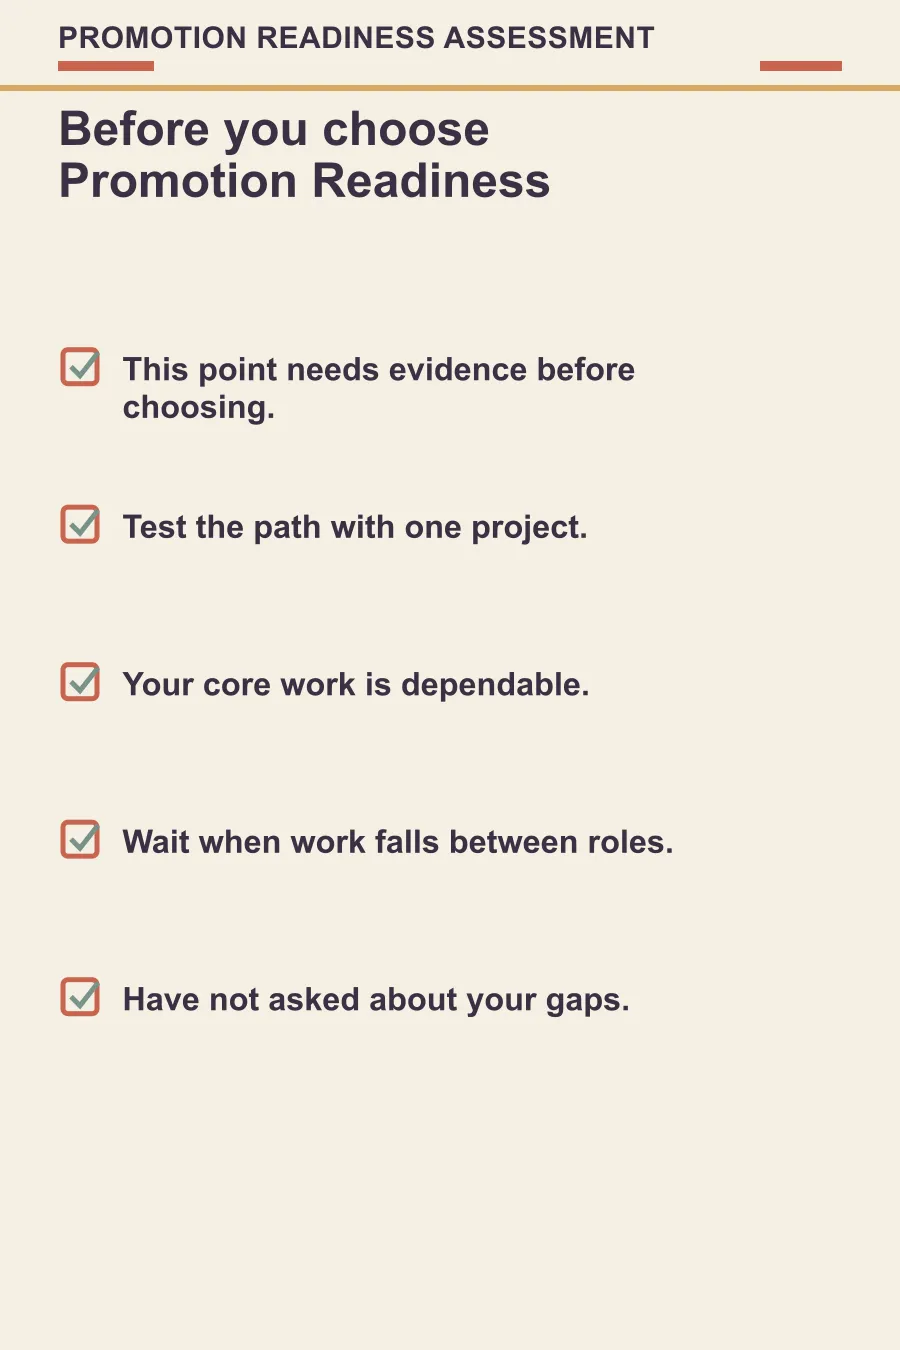 PROMOTION READINESS ASSESSMENT
Before you choose
Promotion Readiness
This point needs evidence before
choosing.
Test the path with one project.
Your core work is dependable.
Wait when work falls between roles.
Have not asked about your gaps.